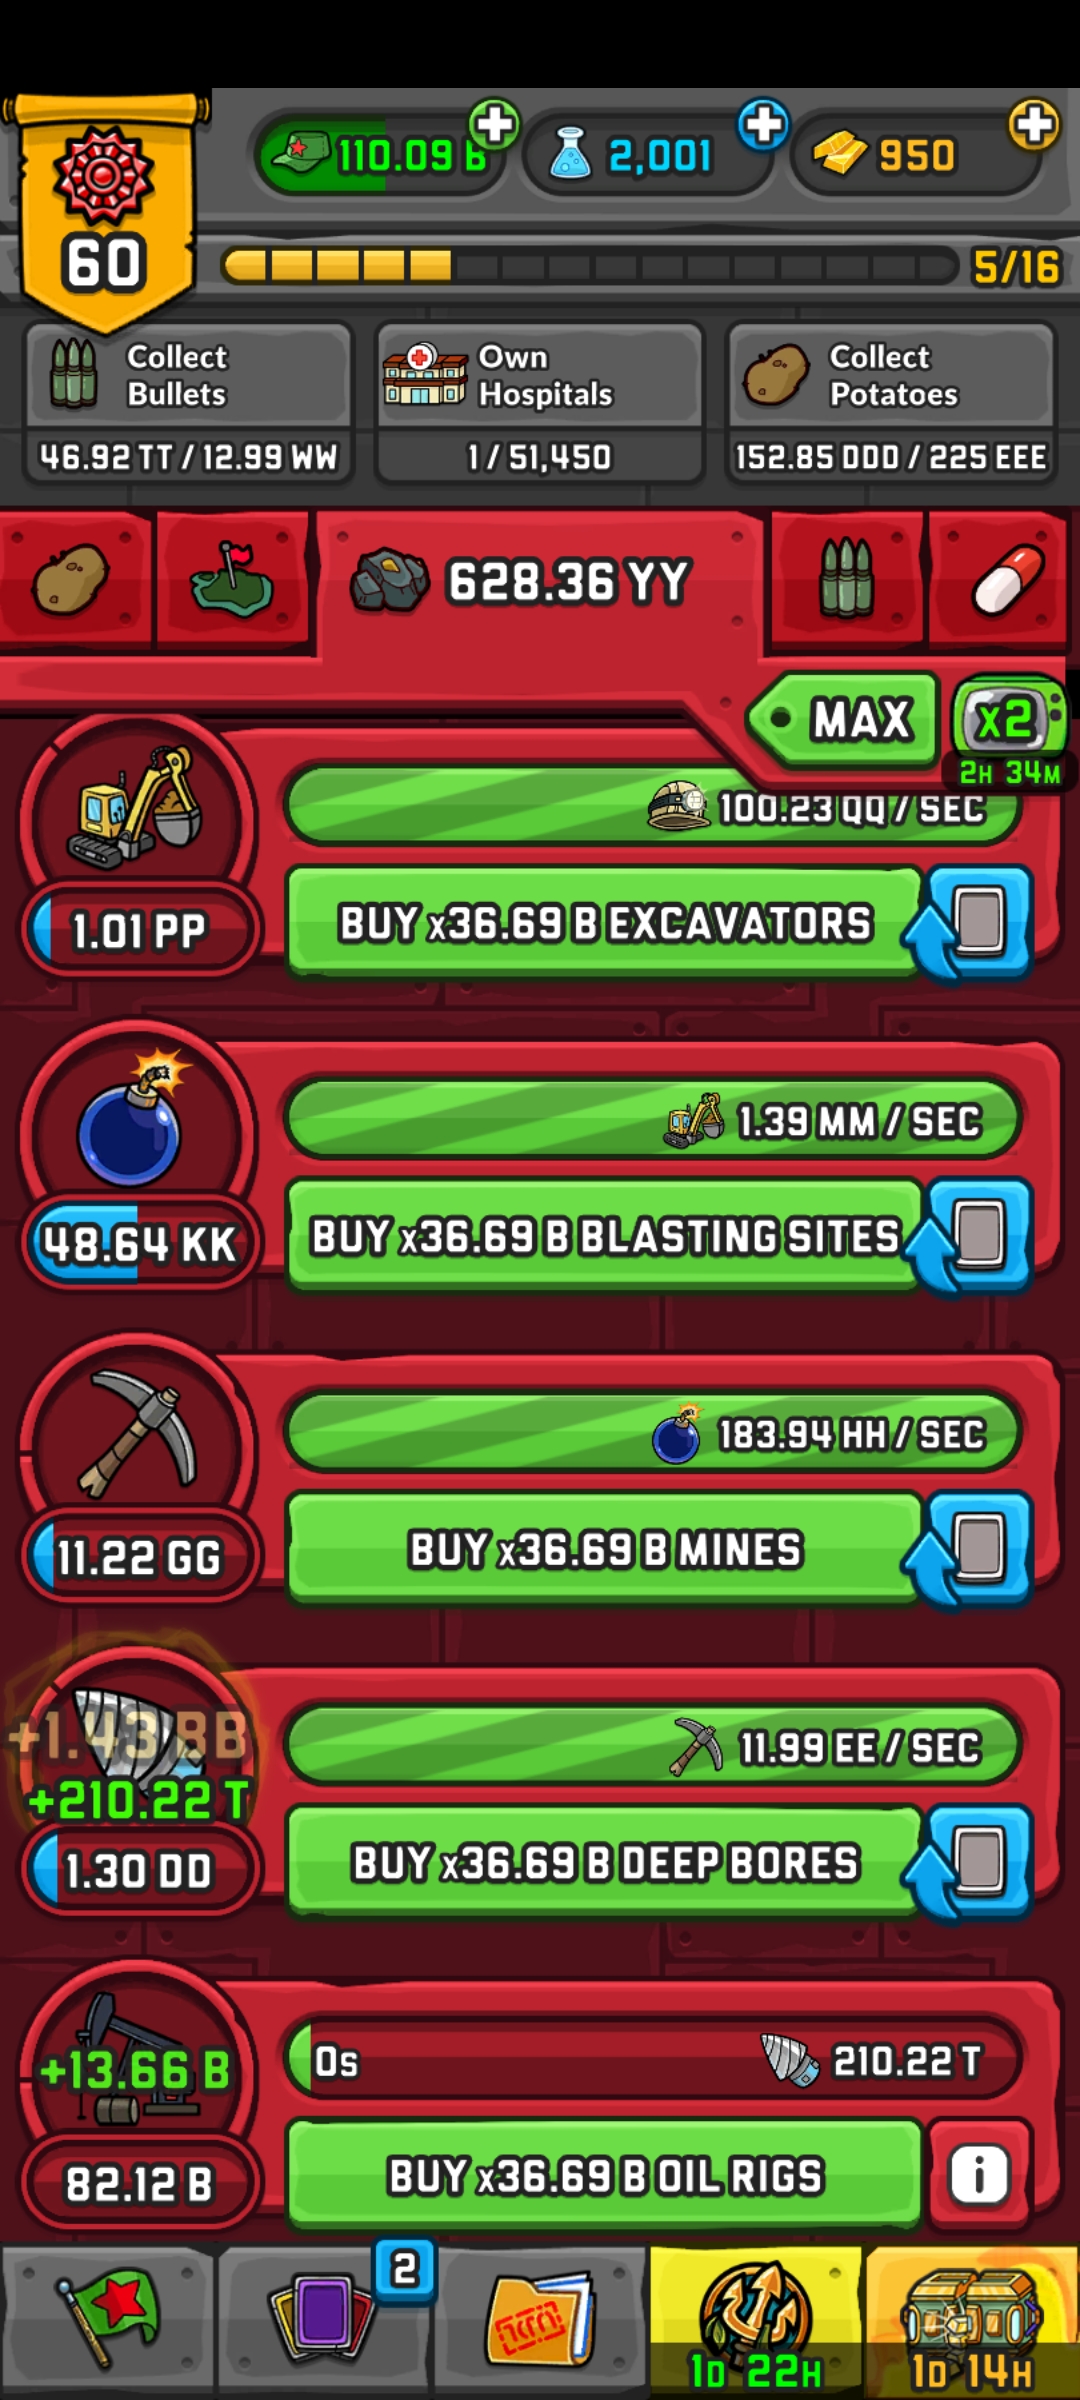 110.09 B
2,001
950
60
5/16
Collect
Bullets
46.92 TT / 12.99 WW
Own
Hospitals
1 / 51,450
Collect
Potatoes
152.85 DDD / 225 EEE
628.36 YY
MAX
x2
2H 34M
100.23 QQ / SEC
1.01 PP
BUY x36.69 B EXCAVATORS
1.39 MM / SEC
48.64 KK
BUY x36.69 B BLASTING SITES
183.94 HH / SEC
11.22 GG
BUY x36.69 B MINES
+1.43 BB
+210.22 T
11.99 EE / SEC
1.30 DD
BUY x36.69 B DEEP BORES
+13.66 B
0s
210.22 T
82.12 B
BUY x36.69 B OIL RIGS
i
2
1D 22H
1D 14H